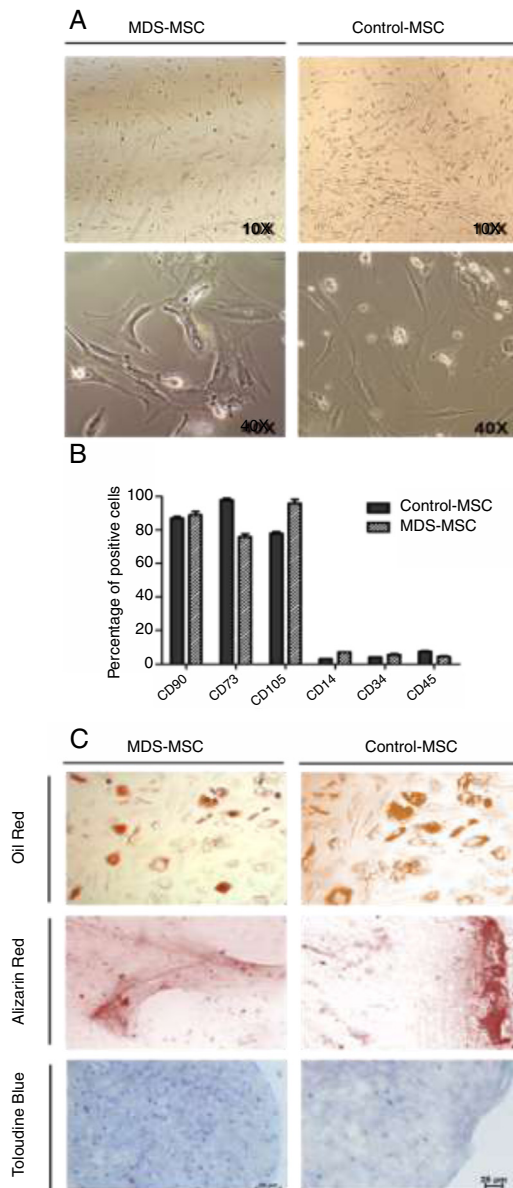 A
MDS-MSC Control-MSC
10X 10X
40X 40X
B
Percentage of positive cells
100
80
60
40
20
0
Control-MSC
MDS-MSC
CD90 CD73 CD105 CD14 CD34 CD45
C
MDS-MSC Control-MSC
Oil Red
Alizarin Red
Toloudine Blue